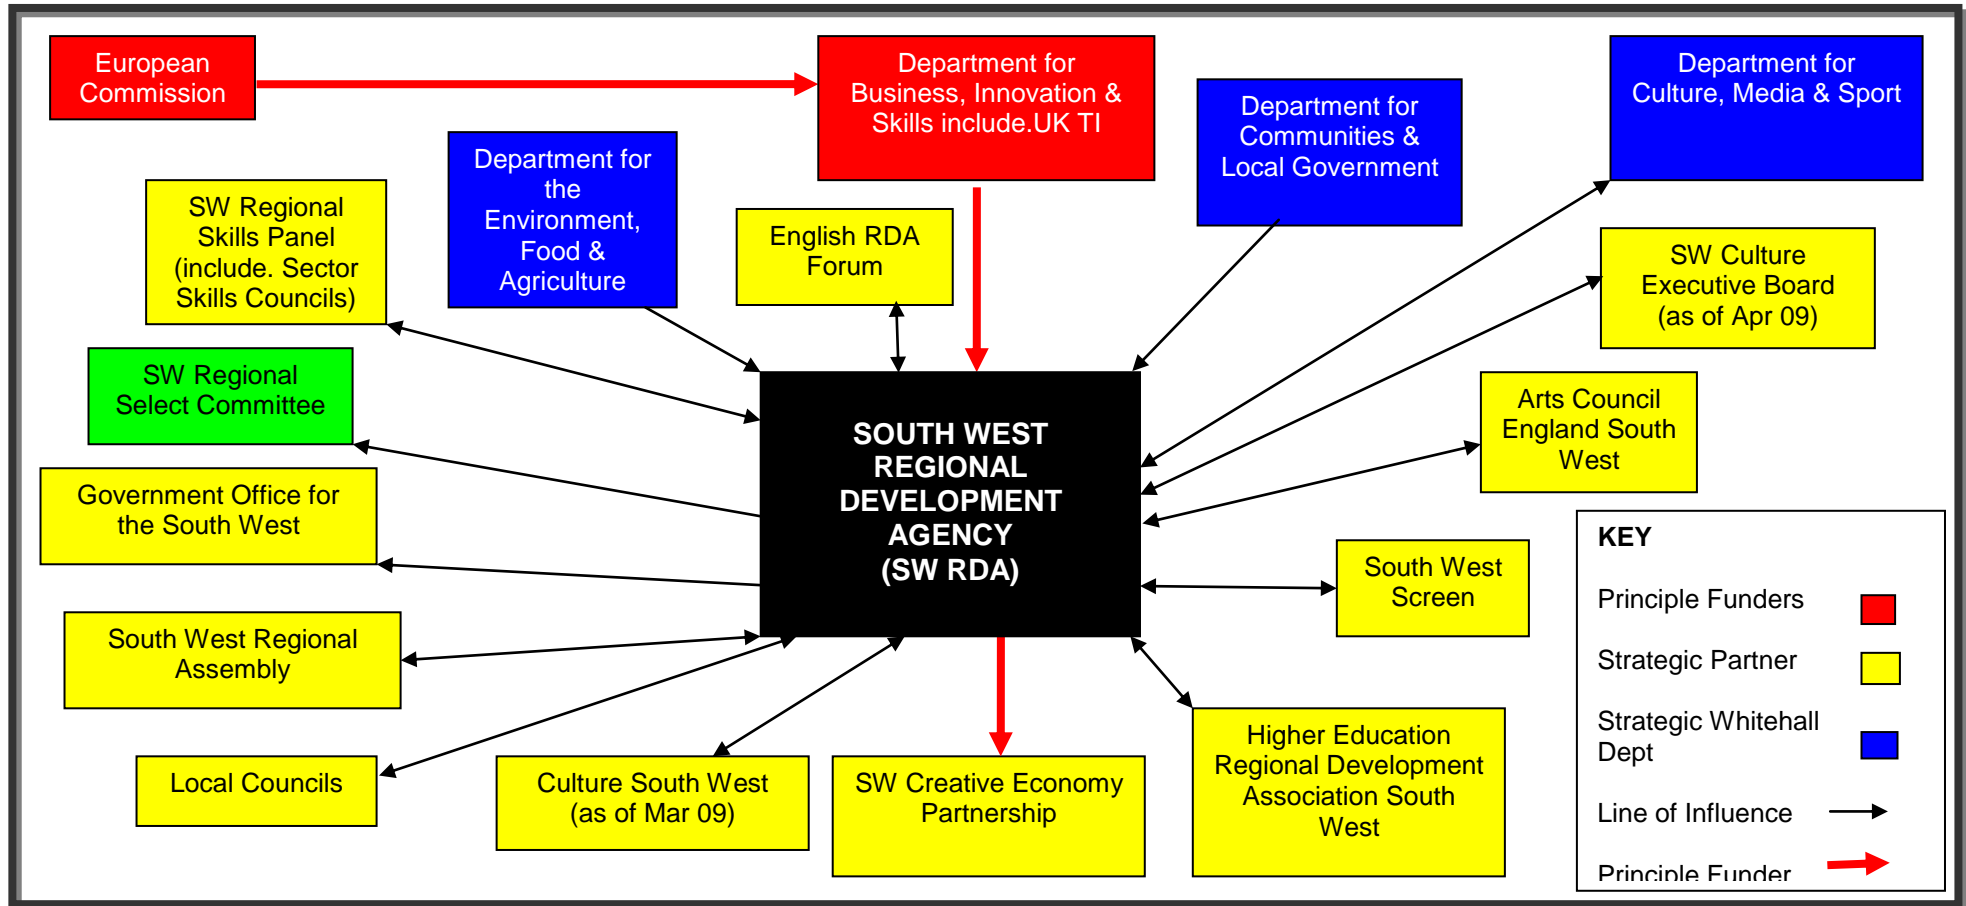 European
Commission
Department for
Business, Innovation &
Skills include.UK TI
Department for
Culture, Media & Sport
Department for
Communities &
Local Government
Department for
the
Environment,
Food &
Agriculture
SW Regional
Skills Panel
(include. Sector
Skills Councils)
English RDA
Forum
SW Culture
Executive Board
(as of Apr 09)
SW Regional
Select Committee
Arts Council
England South
West
SOUTH WEST
REGIONAL
DEVELOPMENT
AGENCY
(SW RDA)
Government Office for
the South West
South West
Screen
South West Regional
Assembly
Local Councils
Culture South West
(as of Mar 09)
SW Creative Economy
Partnership
Higher Education
Regional Development
Association South
West
KEY
Principle Funders
Strategic Partner
Strategic Whitehall
Dept
Line of Influence
Principle Funder